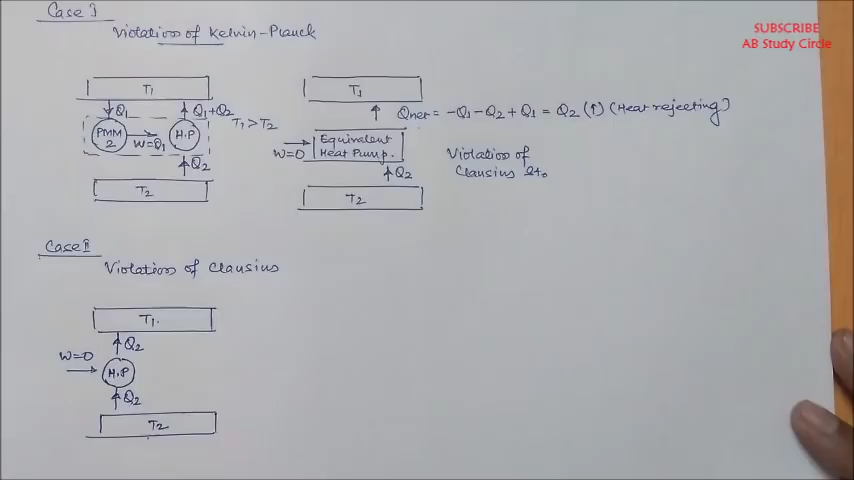 Case I
Violation of Kelvin-Planck
SUBSCRIBE
AB Study Circle
T1
T1
Q1
Q1+Q2
T1>T2
PMM 2
W=Q1
H.P
Q2
T2
Qnet = -Q1-Q2+Q1 = Q2 (↑) (Heat rejecting)
W=0
Equivalent
Heat Pump.
Q2
T2
Violation of
Clausius St.
Case II
Violation of Clausius
T1.
Q2
W=0
H.P
Q2
T2